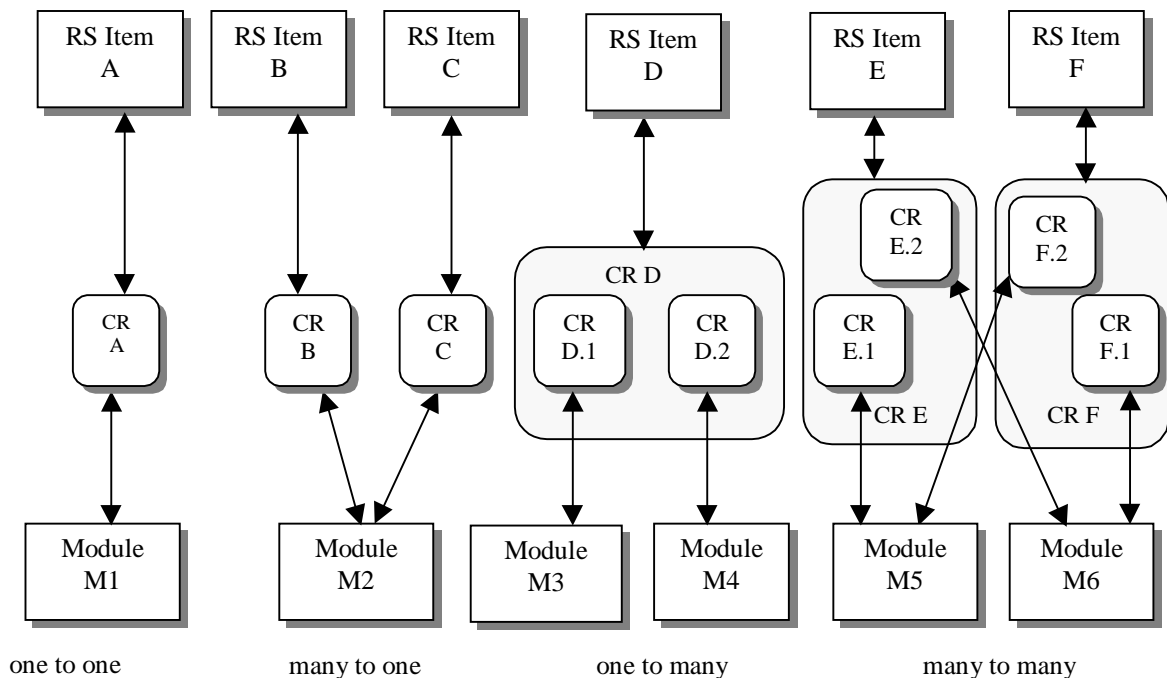 RS Item
A
RS Item
B
RS Item
C
RS Item
D
RS Item
E
RS Item
F
CR
E.2
CR
F.2
CR D
CR
A
CR
B
CR
C
CR
D.1
CR
D.2
CR
E.1
CR
F.1
CR E
CR F
Module
M1
Module
M2
Module
M3
Module
M4
Module
M5
Module
M6
one to one
many to one
one to many
many to many